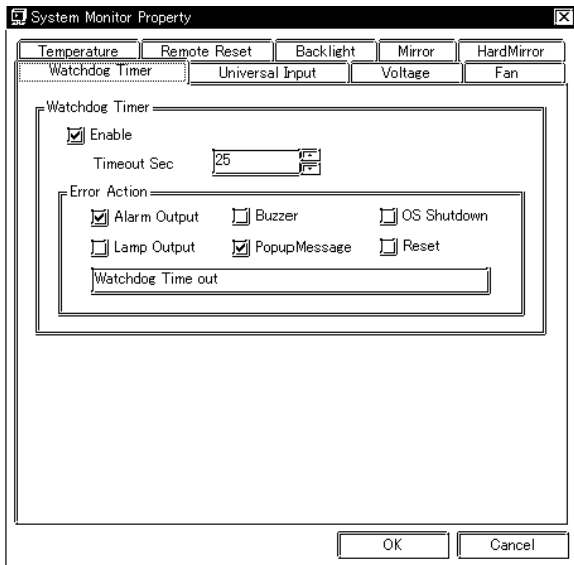 System Monitor Property
Temperature Remote Reset Backlight Mirror HardMirror
Watchdog Timer Universal Input Voltage Fan
Watchdog Timer
Enable
Timeout Sec 25
Error Action
Alarm Output Buzzer OS Shutdown
Lamp Output PopupMessage Reset
Watchdog Time out
OK Cancel